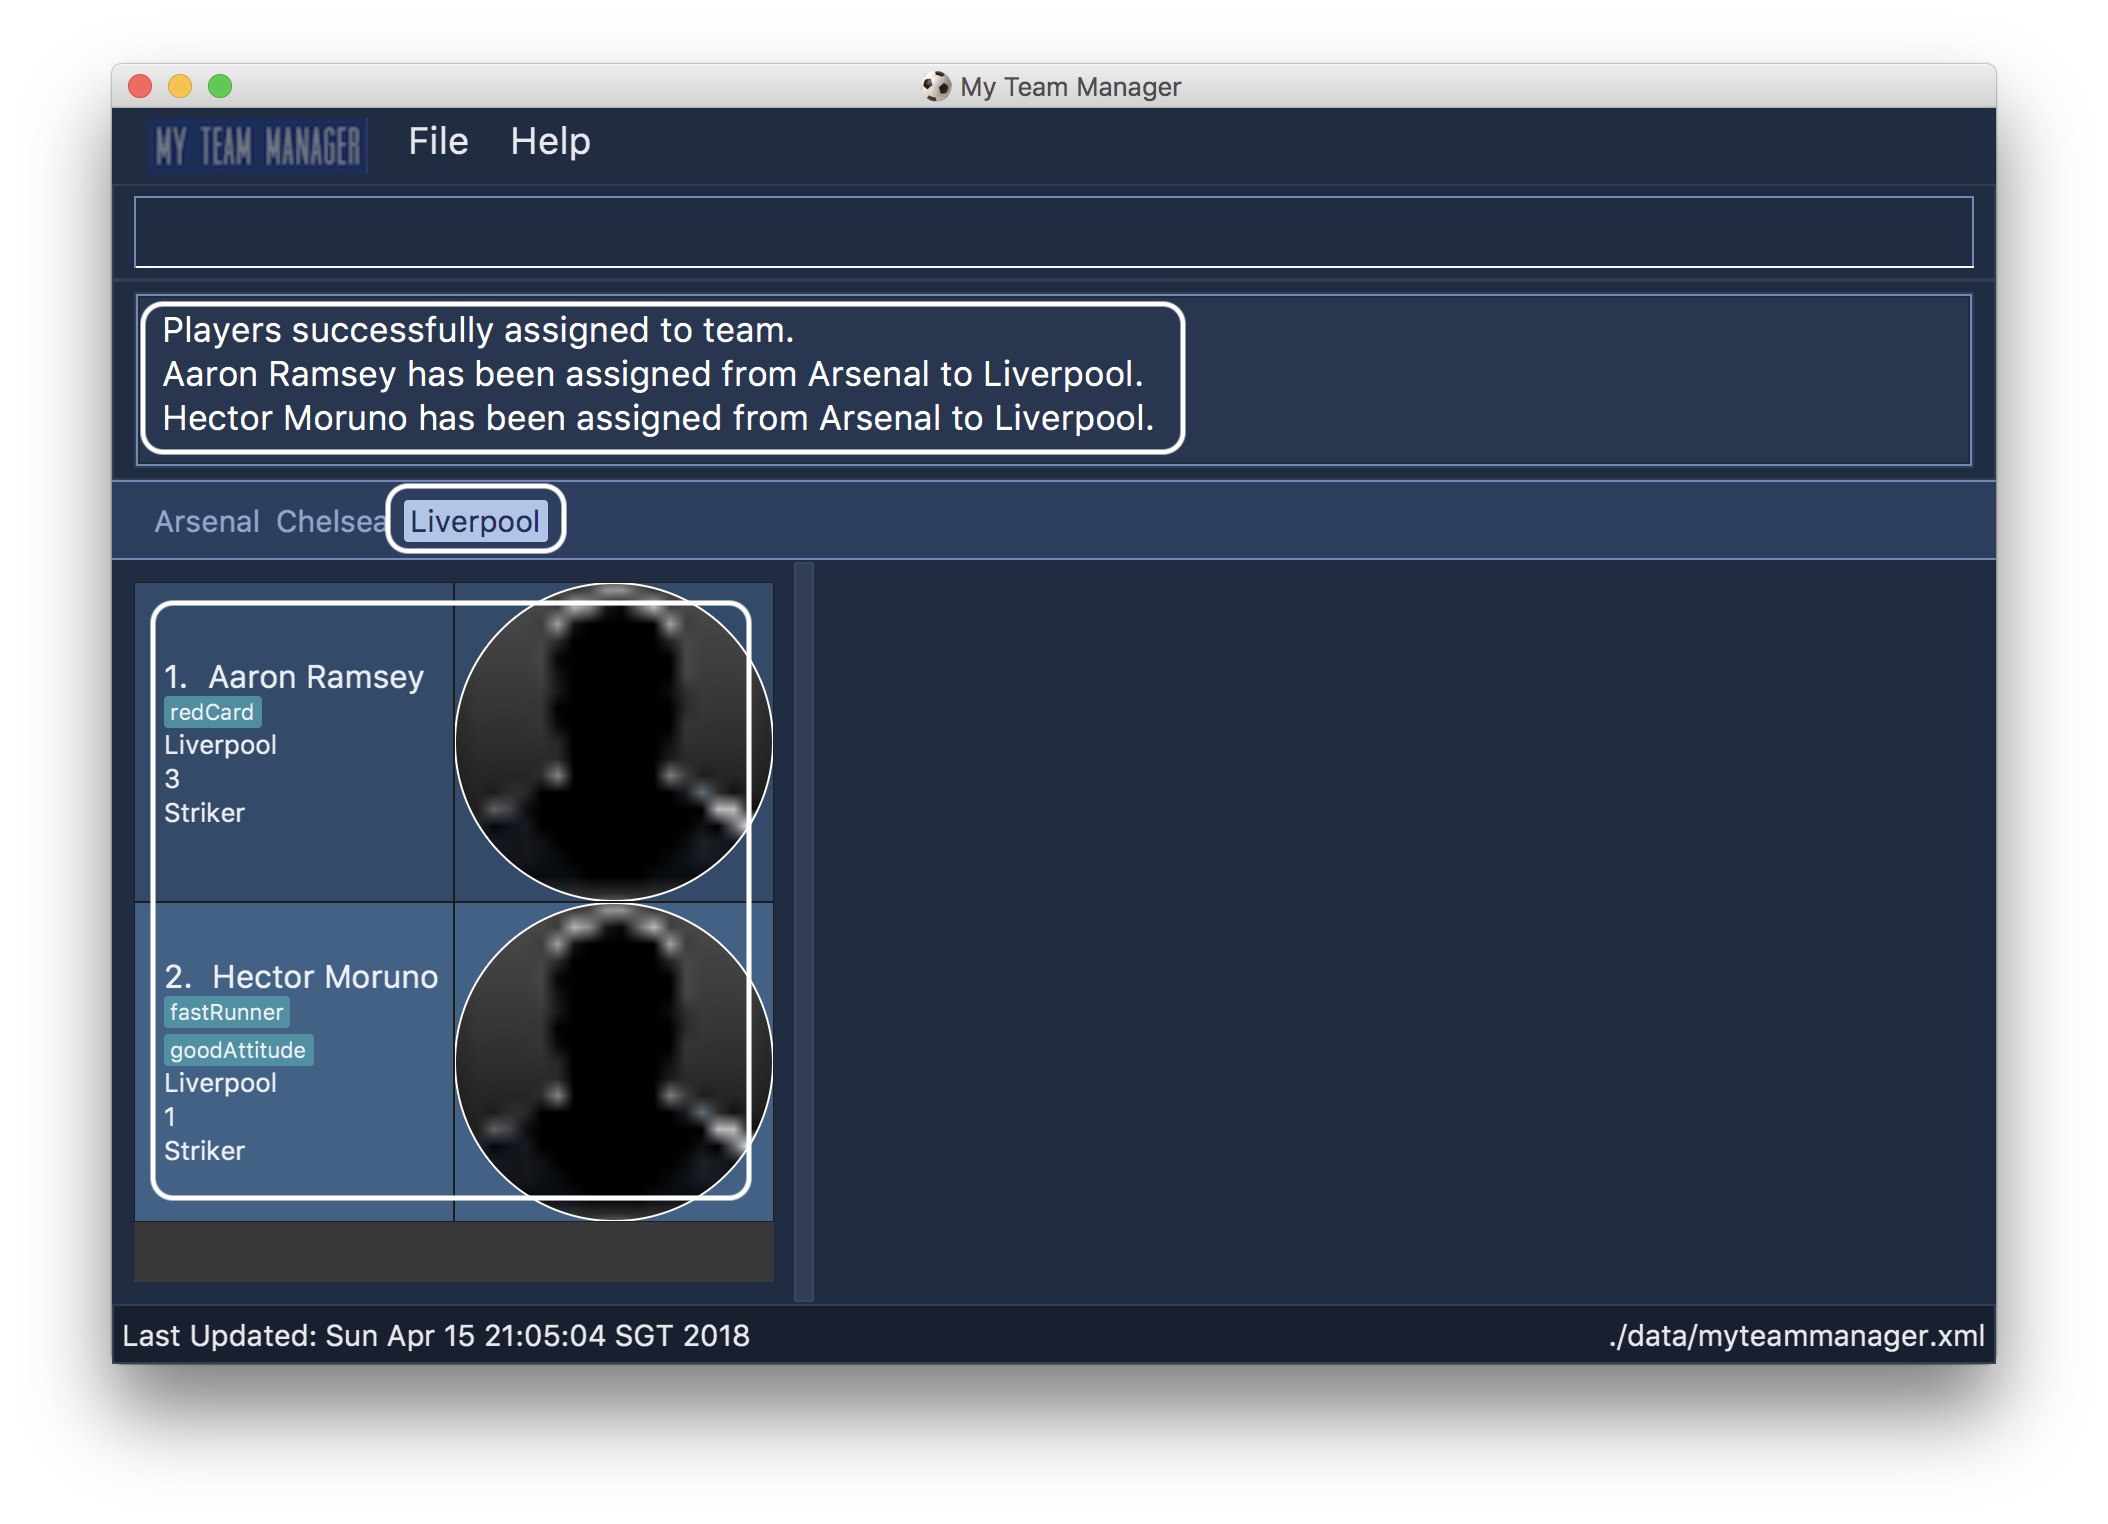 My Team Manager
MY TEAM MANAGER File Help
Players successfully assigned to team.
Aaron Ramsey has been assigned from Arsenal to Liverpool.
Hector Moruno has been assigned from Arsenal to Liverpool.
Arsenal Chelsea Liverpool
1. Aaron Ramsey
redCard
Liverpool
3
Striker
2. Hector Moruno
fastRunner
goodAttitude
Liverpool
1
Striker
Last Updated: Sun Apr 15 21:05:04 SGT 2018 ./data/myteammanager.xml